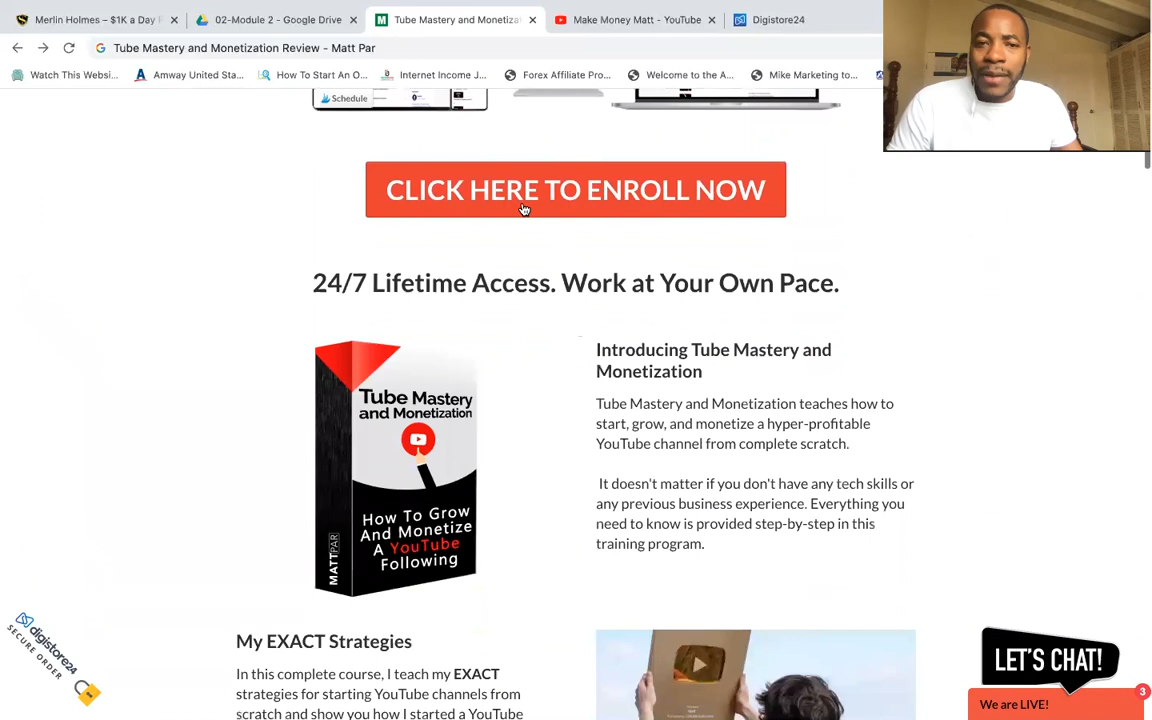 Merlin Holmes – $1K a Day
02-Module 2 - Google Drive
Tube Mastery and Monetiza
Make Money Matt - YouTube
Digistore24
Tube Mastery and Monetization Review - Matt Par
Watch This Websi...
Amway United Sta...
How To Start An O...
Internet Income J...
Forex Affiliate Pro...
Welcome to the A...
Mike Marketing to...
Schedule
CLICK HERE TO ENROLL NOW
24/7 Lifetime Access. Work at Your Own Pace.
Tube Mastery
and Monetization
How To Grow
And Monetize
A YouTube
Following
MATT PAR
Introducing Tube Mastery and
Monetization
Tube Mastery and Monetization teaches how to
start, grow, and monetize a hyper-profitable
YouTube channel from complete scratch.
It doesn't matter if you don't have any tech skills or
any previous business experience. Everything you
need to know is provided step-by-step in this
training program.
My EXACT Strategies
In this complete course, I teach my EXACT
strategies for starting YouTube channels from
scratch and show you how I started a YouTube
digistore24
SECURE ORDER
LET'S CHAT!
3
We are LIVE!